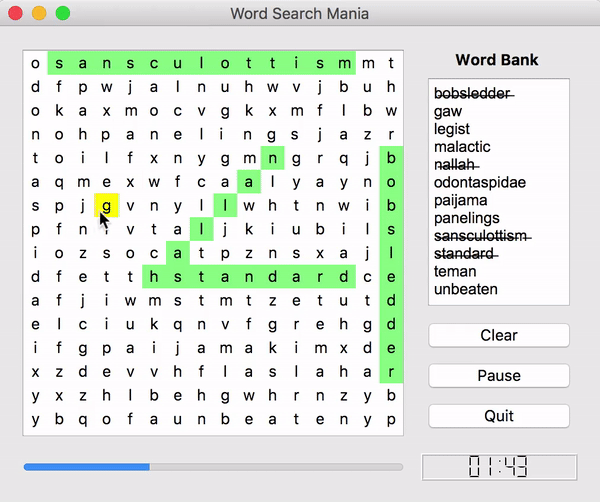 Word Search Mania
o s a n s c u l o t t i s m m t
d f p w j a l n u h w v j b u h
o k a x m o c v g k x m f l b w
n o h p a n e l i n g s j a z r
t o i l f x n y g m n g r q j b
a q m e x w f c a a l y a y n o
s p j g v n y l l w h t n w i b
p f n i v t a l j k i u b i l s
i o z s o c a t p z n s x a j l
d f e t t h s t a n d a r d c e
a f j i w m s t m t z e t u t d
e l c i u k q n v f g r e h g d
i f g p a i j a m a k i m x d e
x z d e v v h f l a s l a h a r
y x z h l b e h g w h r n z y b
y b q o f a u n b e a t e n y p
Word Bank
bobsledder
gaw
legist
malactic
nallah
odontaspidae
paijama
panelings
sansculottism
standard
teman
unbeaten
Clear
Pause
Quit
01:43